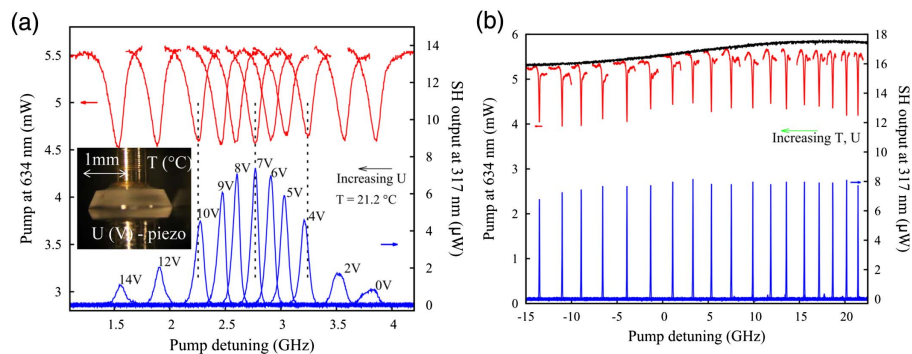 (a)
5.5
5
4.5
4
3.5
3
Pump at 634 nm (mW)
14
12
10
8
6
4
2
0
SH output at 317 nm (µW)
1mm
T (°C)
U (V) - piezo
Increasing U
T = 21.2 °C
14V
12V
10V
9V
8V
7V
6V
5V
4V
2V
0V
1.5 2 2.5 3 3.5 4
Pump detuning (GHz)
(b)
6
5
4
3
2
1
0
Pump at 634 nm (mW)
18
16
14
12
10
8
6
4
2
0
SH output at 317 nm (µW)
Increasing T, U
-15 -10 -5 0 5 10 15 20
Pump detuning (GHz)